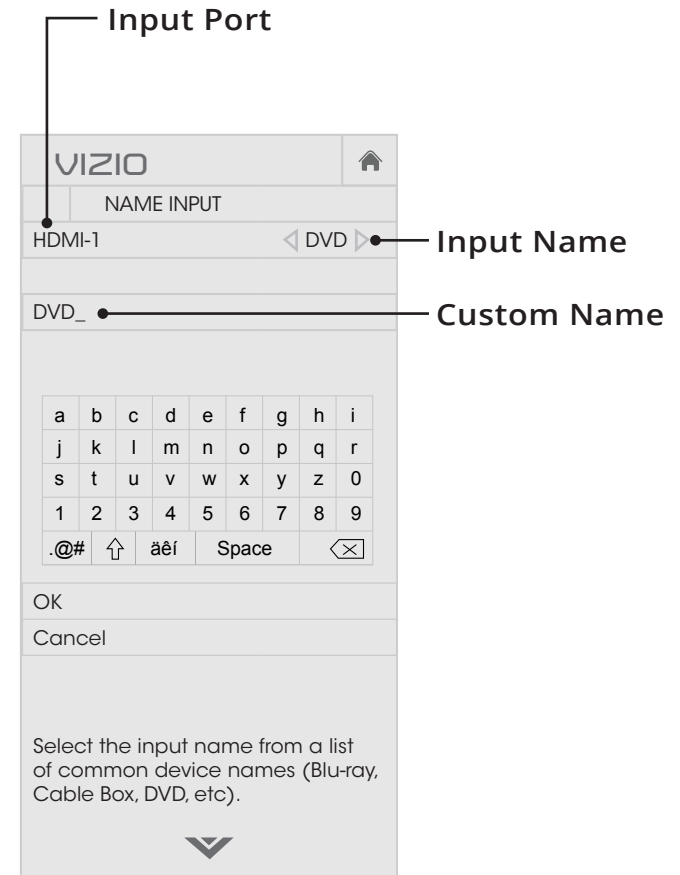 Input Port
VIZIO
NAME INPUT
HDMI-1 DVD Input Name
DVD_ Custom Name
a b c d e f g h i
j k l m n o p q r
s t u v w x y z 0
1 2 3 4 5 6 7 8 9
.@# äêí Space
OK
Cancel
Select the input name from a list
of common device names (Blu-ray,
Cable Box, DVD, etc).